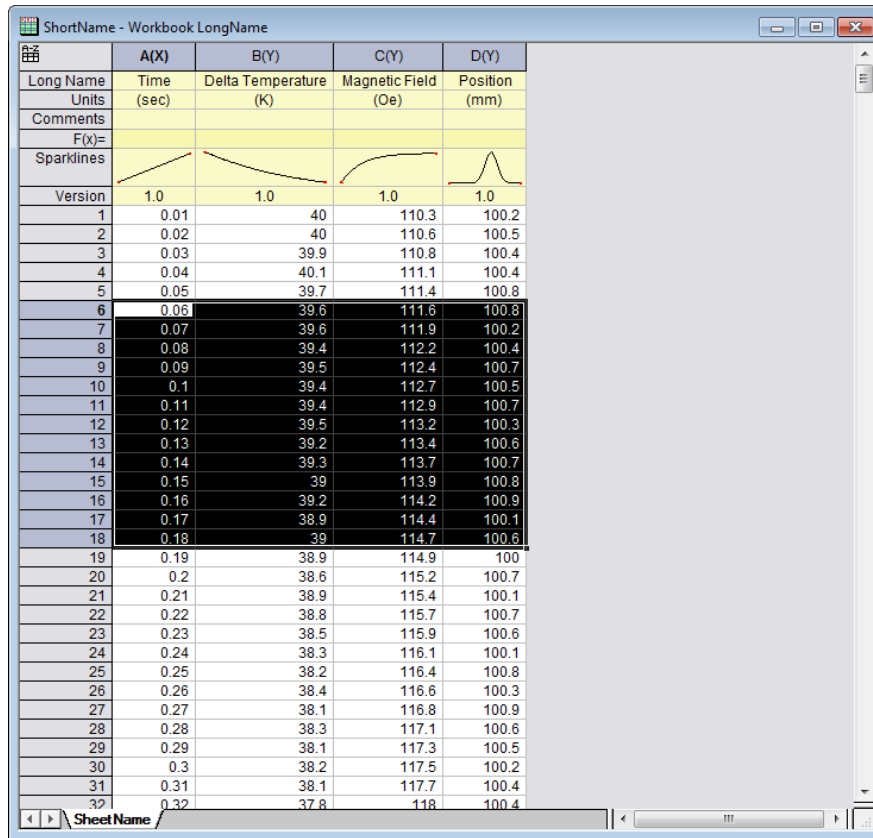 ShortName - Workbook LongName
A(X) B(Y) C(Y) D(Y)
Long Name Time Delta Temperature Magnetic Field Position
Units (sec) (K) (Oe) (mm)
Comments
F(x)=
Sparklines
Version 1.0 1.0 1.0 1.0
1 0.01 40 110.3 100.2
2 0.02 40 110.6 100.5
3 0.03 39.9 110.8 100.4
4 0.04 40.1 111.1 100.4
5 0.05 39.7 111.4 100.8
6 0.06 39.6 111.6 100.8
7 0.07 39.6 111.9 100.2
8 0.08 39.4 112.2 100.4
9 0.09 39.5 112.4 100.7
10 0.1 39.4 112.7 100.5
11 0.11 39.4 112.9 100.7
12 0.12 39.5 113.2 100.3
13 0.13 39.2 113.4 100.6
14 0.14 39.3 113.7 100.7
15 0.15 39 113.9 100.8
16 0.16 39.2 114.2 100.9
17 0.17 38.9 114.4 100.1
18 0.18 39 114.7 100.6
19 0.19 38.9 114.9 100
20 0.2 38.6 115.2 100.7
21 0.21 38.9 115.4 100.1
22 0.22 38.8 115.7 100.7
23 0.23 38.5 115.9 100.6
24 0.24 38.3 116.1 100.1
25 0.25 38.2 116.4 100.8
26 0.26 38.4 116.6 100.3
27 0.27 38.1 116.8 100.9
28 0.28 38.3 117.1 100.6
29 0.29 38.1 117.3 100.5
30 0.3 38.2 117.5 100.2
31 0.31 38.1 117.7 100.4
32 0.32 37.8 118 100.4
SheetName